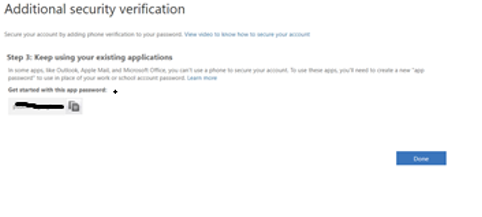 Additional security verification
Secure your account by adding phone verification to your password. View video to know how to secure your account
Step 3: Keep using your existing applications
In some apps, like Outlook, Apple Mail, and Microsoft Office, you can't use a phone to secure your account. To use these apps, you'll need to create a new "app
password" to use in place of your work or school account password. Learn more
Get started with this app password:
Done